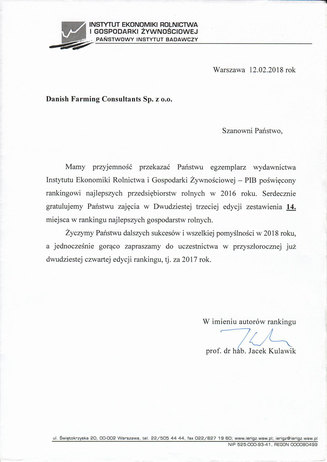 INSTYTUT EKONOMIKI ROLNICTWA
I GOSPODARKI ŻYWNOŚCIOWEJ
PAŃSTWOWY INSTYTUT BADAWCZY
Warszawa 12.02.2018 rok
Danish Farming Consultants Sp. z o.o.
Szanowni Państwo,
Mamy przyjemność przekazać Państwu egzemplarz wydawnictwa
Instytutu Ekonomiki Rolnictwa i Gospodarki Żywnościowej – PIB poświęcony
rankingowi najlepszych przedsiębiorstw rolnych w 2016 roku. Serdecznie
gratulujemy Państwu zajęcia w Dwudziestej trzeciej edycji zestawienia 14.
miejsca w rankingu najlepszych gospodarstw rolnych.
Życzymy Państwu dalszych sukcesów i wszelkiej pomyślności w 2018 roku,
a jednocześnie gorąco zapraszamy do uczestnictwa w przyszłorocznej już
dwudziestej czwartej edycji rankingu, tj. za 2017 rok.
W imieniu autorów rankingu
prof. dr hab. Jacek Kulawik
ul. Świętokrzyska 20, 00-002 Warszawa, tel. 22/505 44 44, fax 022/827 19 60; www.ierigz.waw.pl, ierigz@ierigz.waw.pl
NIP 525-000-93-41, REGON 000080499